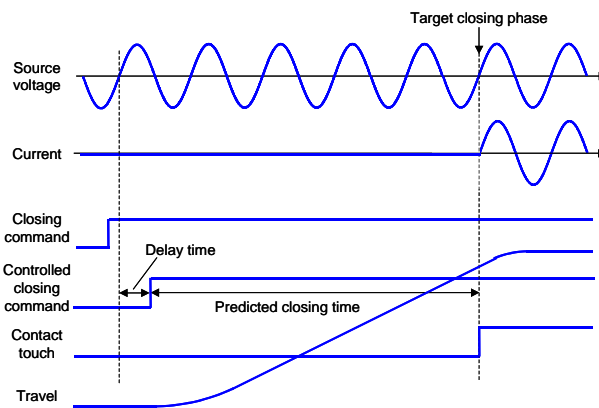 Target closing phase
Source
voltage
Current
Closing
command
Delay time
Controlled
closing
command
Predicted closing time
Contact
touch
Travel